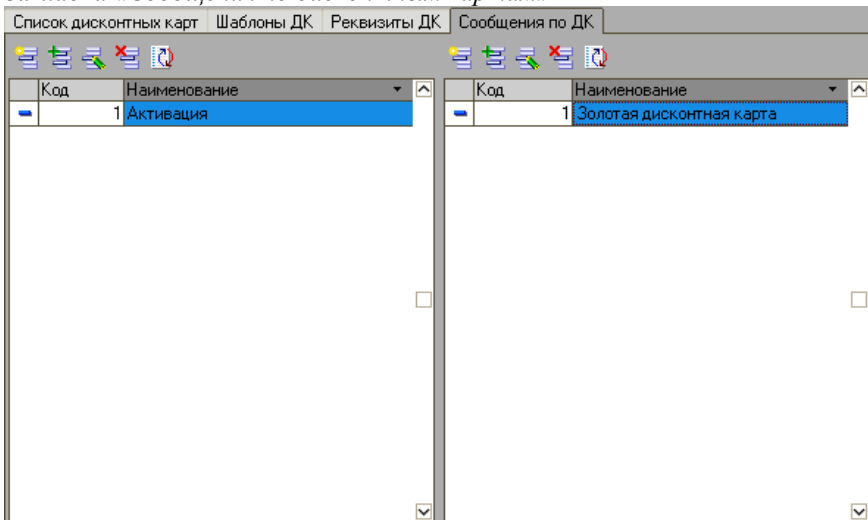 Список дисконтных карт Шаблоны ДК Реквизиты ДК Сообщения по ДК
Код Наименование Код Наименование
1 Активация 1 Золотая дисконтная карта